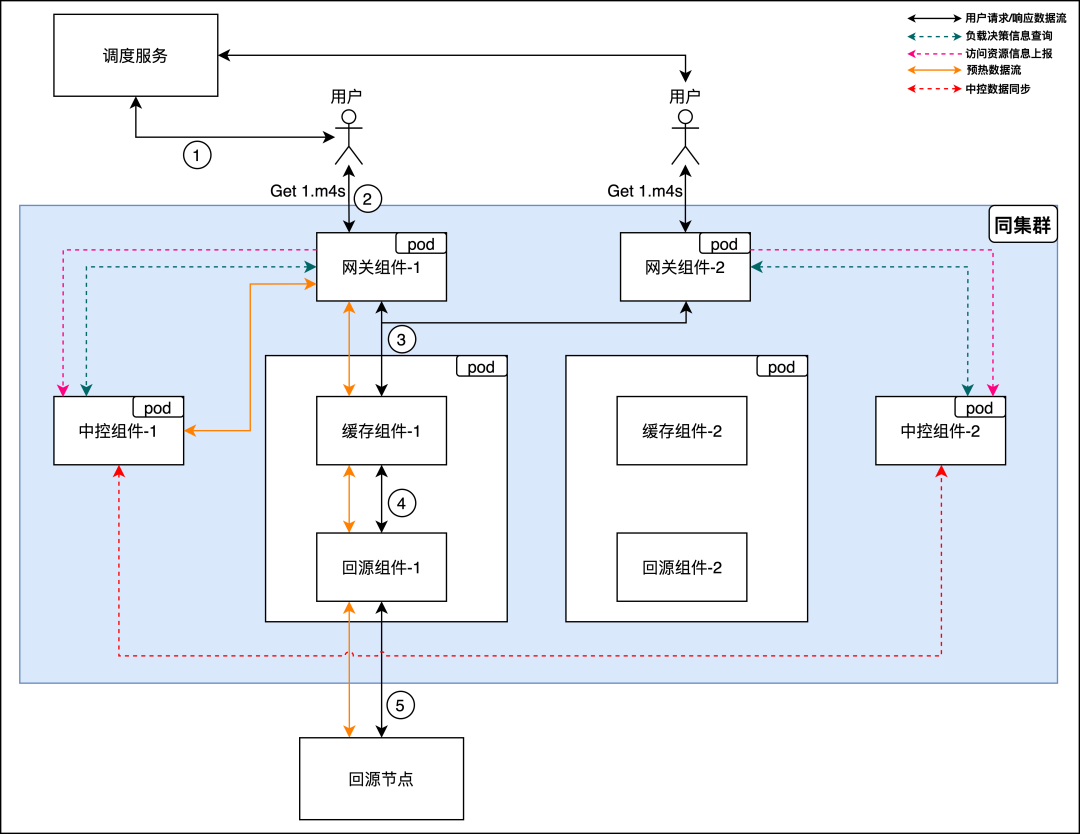 调度服务
用户请求/响应数据流
负载决策信息查询
访问资源信息上报
预热数据流
中控数据同步
用户
用户
1
Get 1.m4s
2
Get 1.m4s
同集群
pod
网关组件-1
pod
网关组件-2
3
pod
pod
pod
中控组件-1
缓存组件-1
缓存组件-2
pod
中控组件-2
4
回源组件-1
回源组件-2
5
回源节点